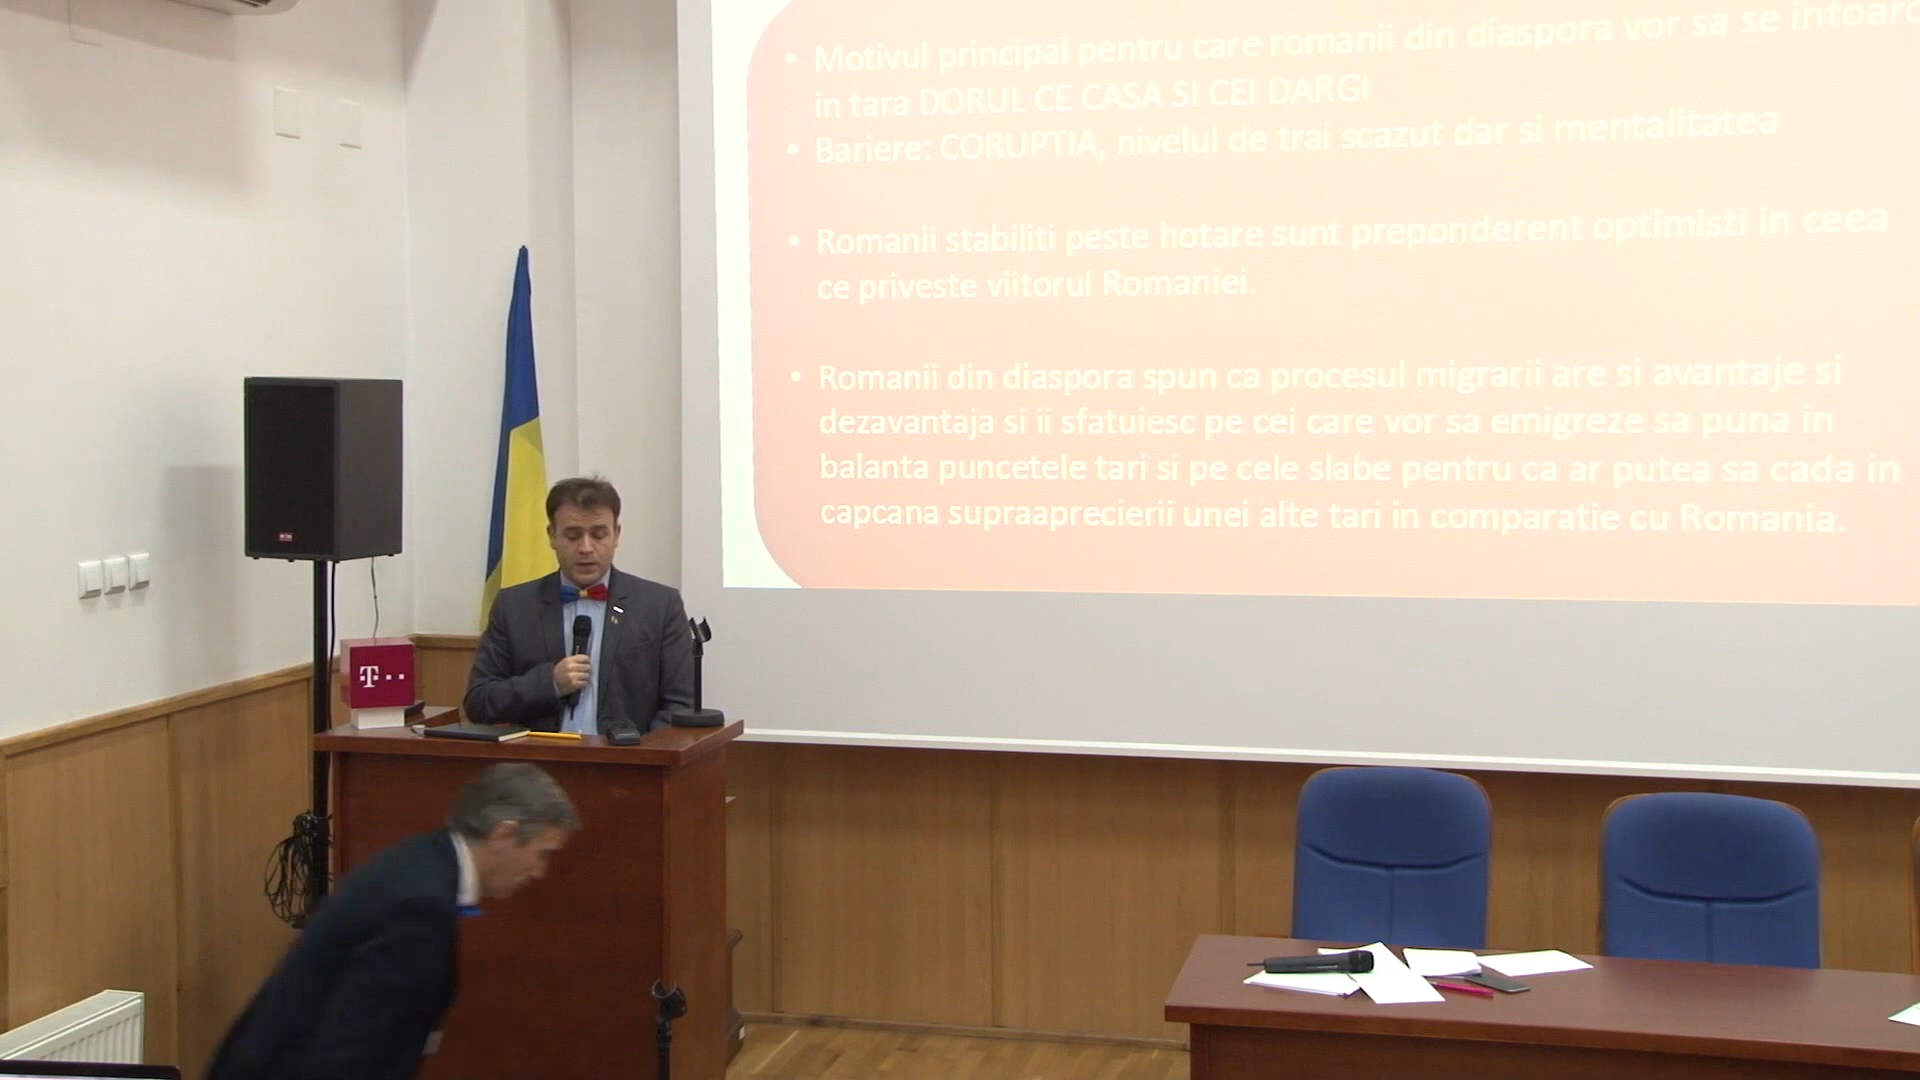 • Motivul principal pentru care romanii din diaspora vor sa se intoarc
in tara DORUL CE CASA SI CEI DARGI
• Bariere: CORUPTIA, nivelul de trai scazut dar si mentalitatea
• Romanii stabiliti peste hotare sunt preponderent optimisti in ceea
ce priveste viitorul Romaniei.
• Romanii din diaspora spun ca procesul migrarii are si avantaje si
dezavantaja si ii sfatuiesc pe cei care vor sa emigreze sa puna in
balanta puncetele tari si pe cele slabe pentru ca ar putea sa cada in
capcana supraaprecierii unei alte tari in comparatie cu Romania.
T